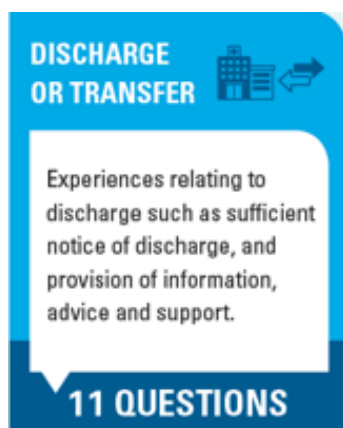 DISCHARGE
OR TRANSFER
Experiences relating to
discharge such as sufficient
notice of discharge, and
provision of information,
advice and support.
11 QUESTIONS